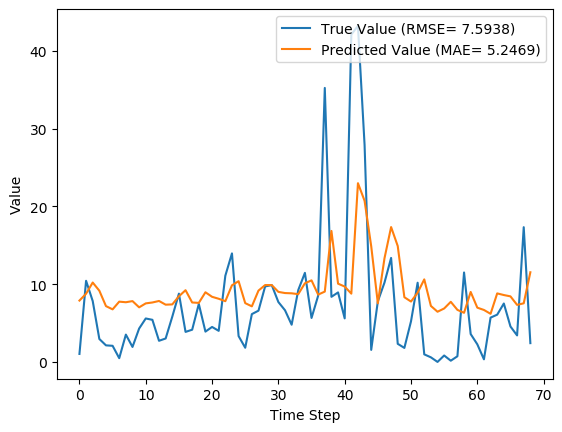 True Value (RMSE= 7.5938)
Predicted Value (MAE= 5.2469)
40
30
20
10
0
Value
0 10 20 30 40 50 60 70
Time Step